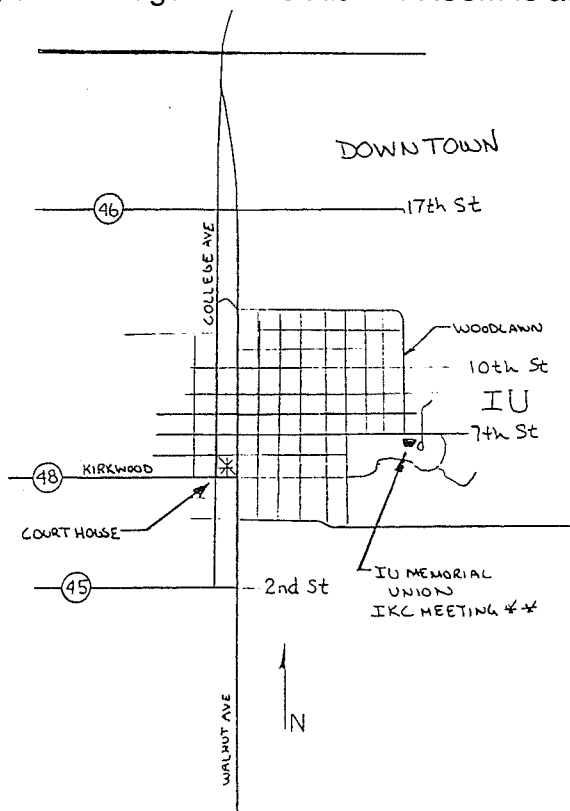 DOWNTOWN
46
17th St
COLLEGE AVE
WOODLAWN
10th St
IU
7th St
48
KIRKWOOD
COURT HOUSE
IU MEMORIAL
UNION
IKC MEETING **
45
2nd St
N
WALNUT AVE